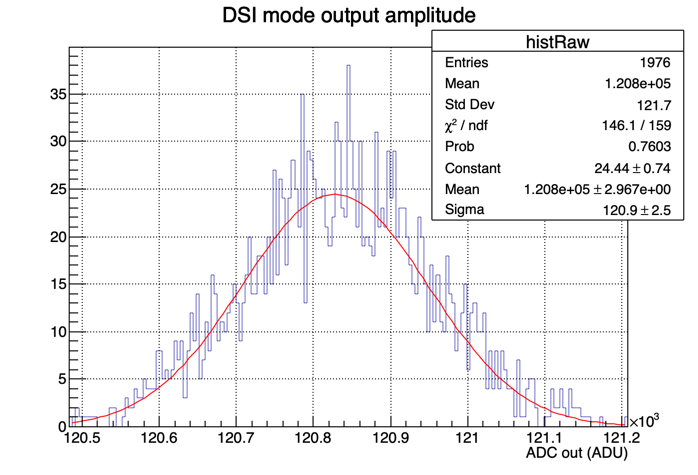 DSI mode output amplitude
histRaw
Entries 1976
Mean 1.208e+05
Std Dev 121.7
χ² / ndf 146.1 / 159
Prob 0.7603
Constant 24.44 ± 0.74
Mean 1.208e+05 ± 2.967e+00
Sigma 120.9 ± 2.5
35
30
25
20
15
10
5
0
120.5 120.6 120.7 120.8 120.9 121 121.1 121.2
×10³
ADC out (ADU)